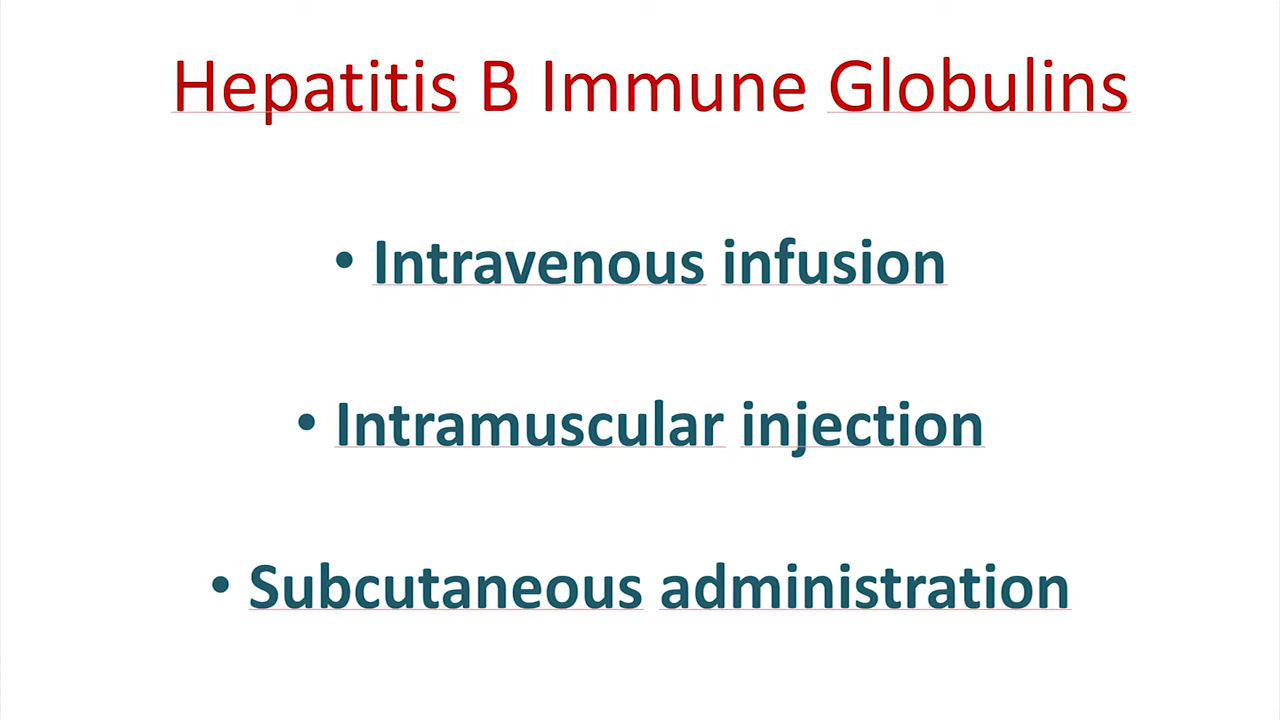 Hepatitis B Immune Globulins
• Intravenous infusion
• Intramuscular injection
• Subcutaneous administration